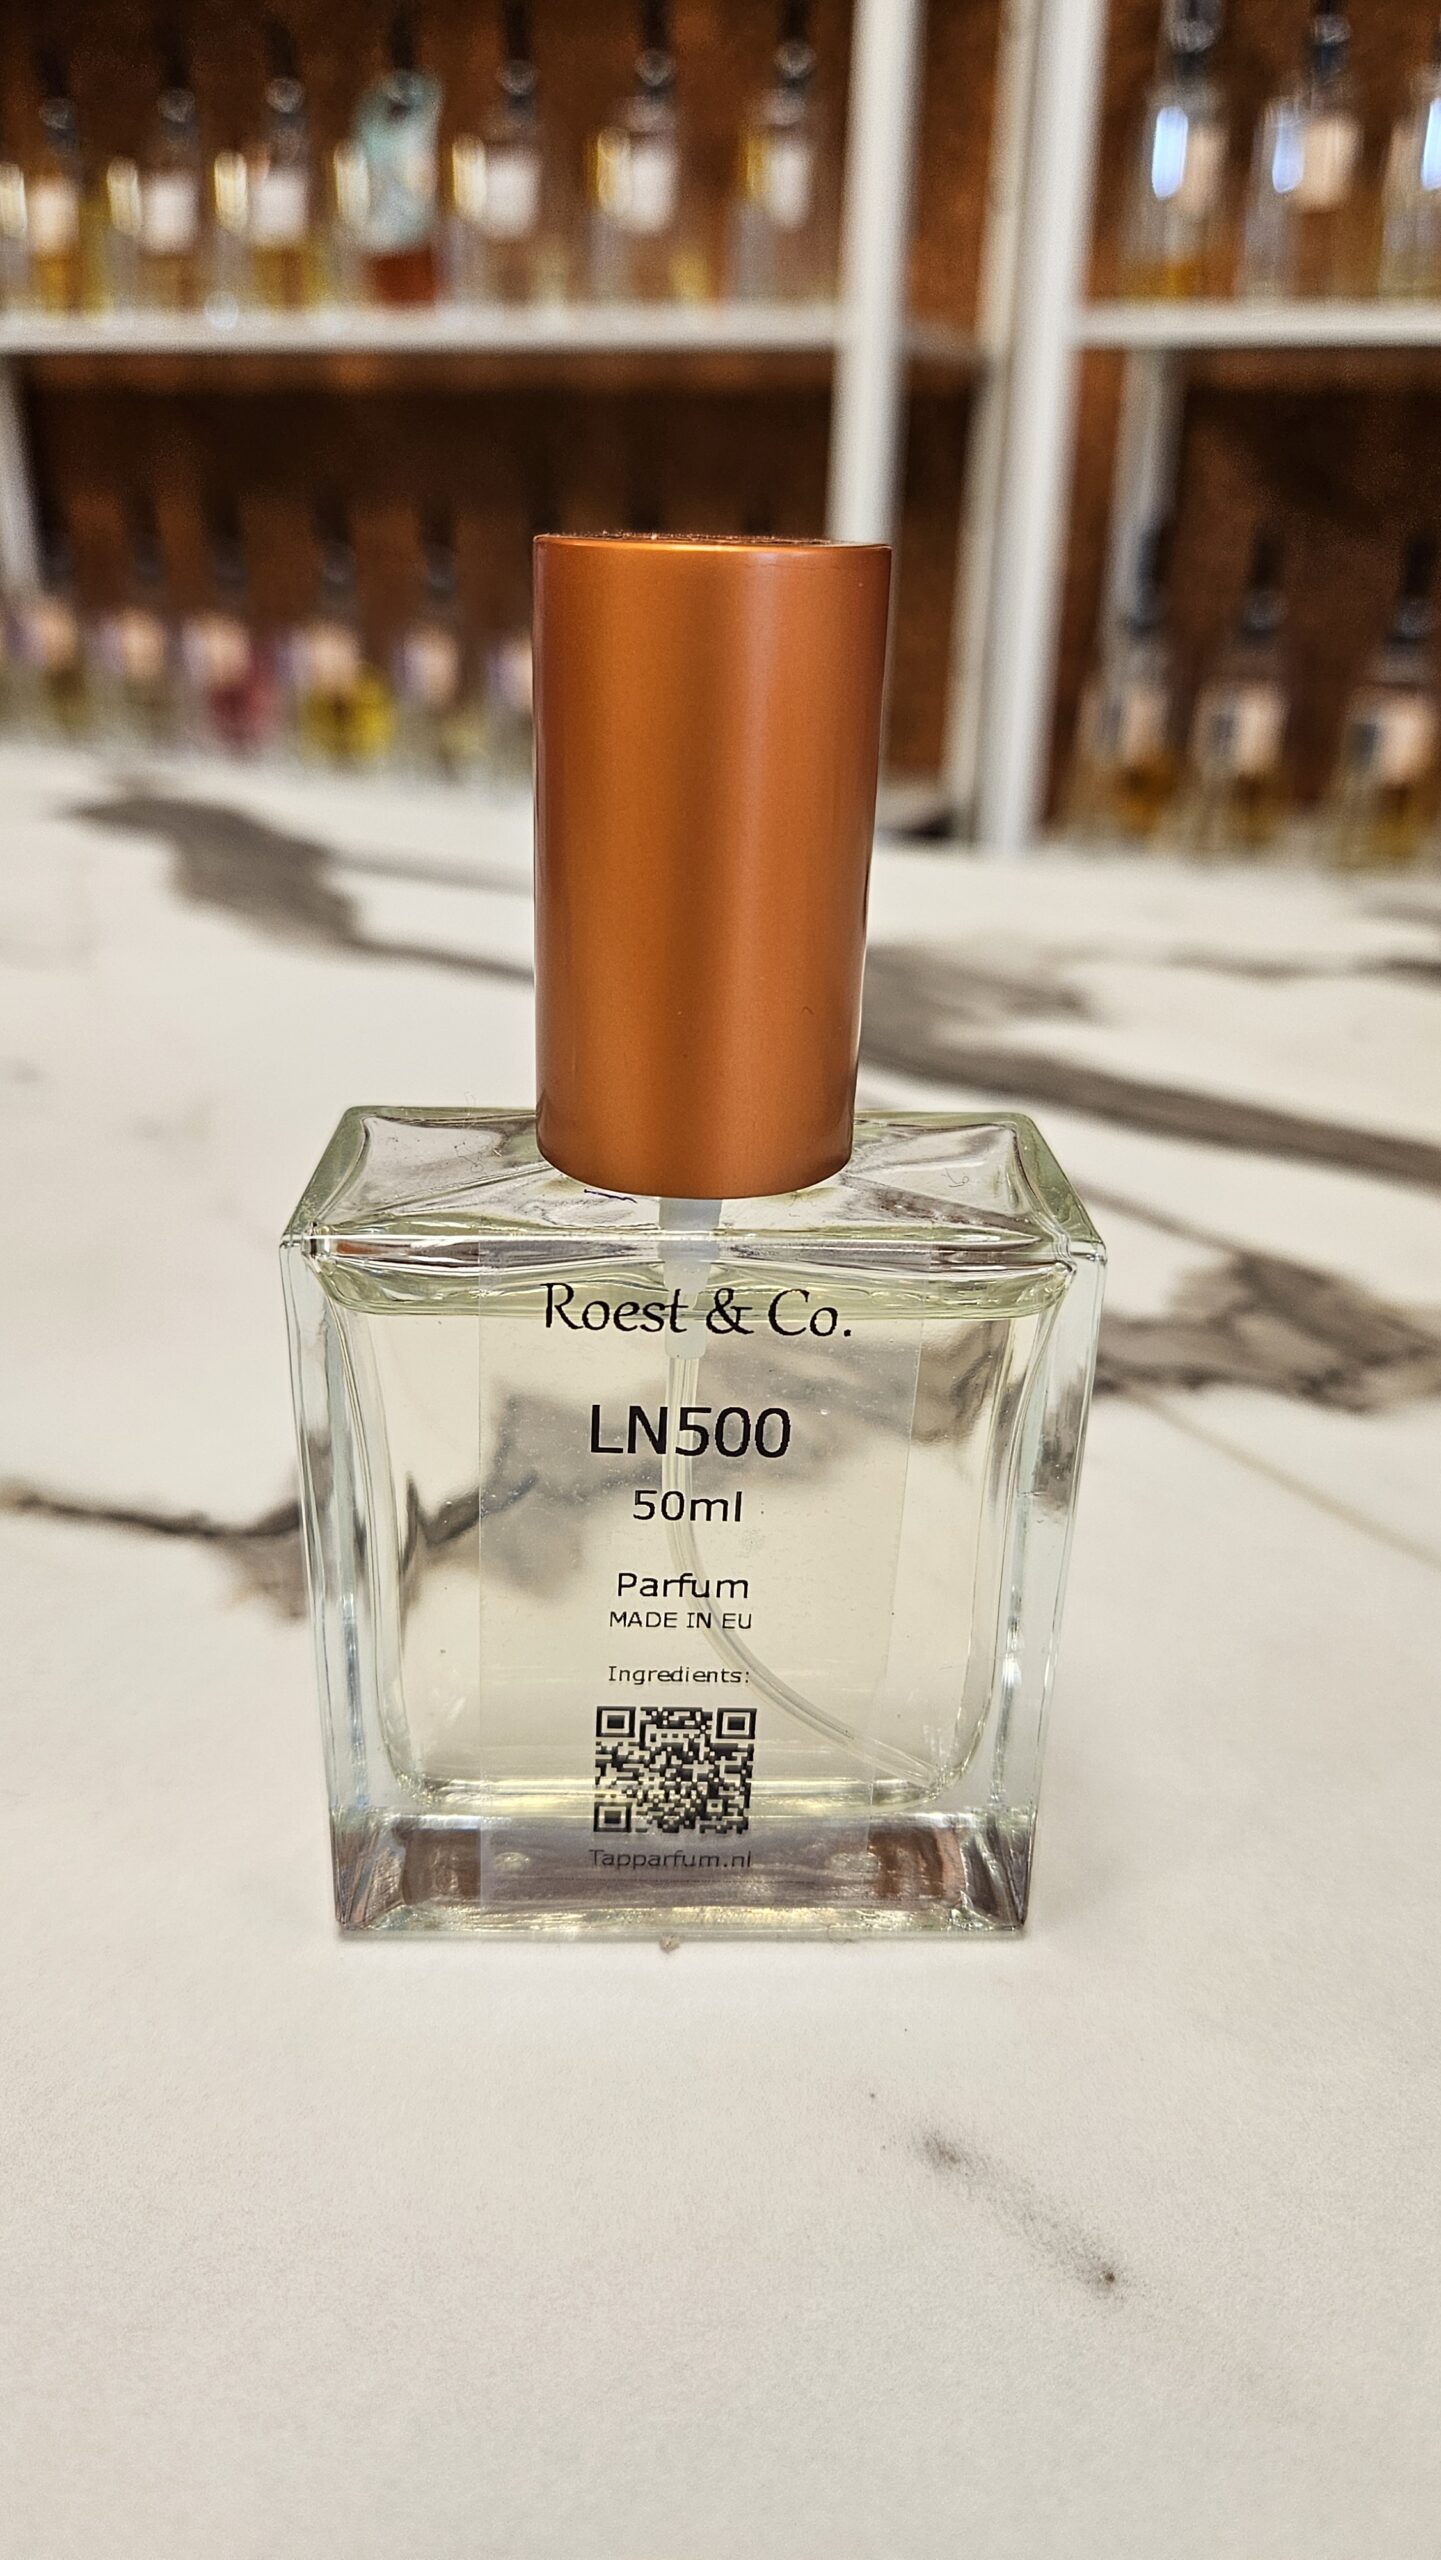 Roest & Co.
LN500
50ml
Parfum
MADE IN EU
Ingredients:
Tapparfum.nl